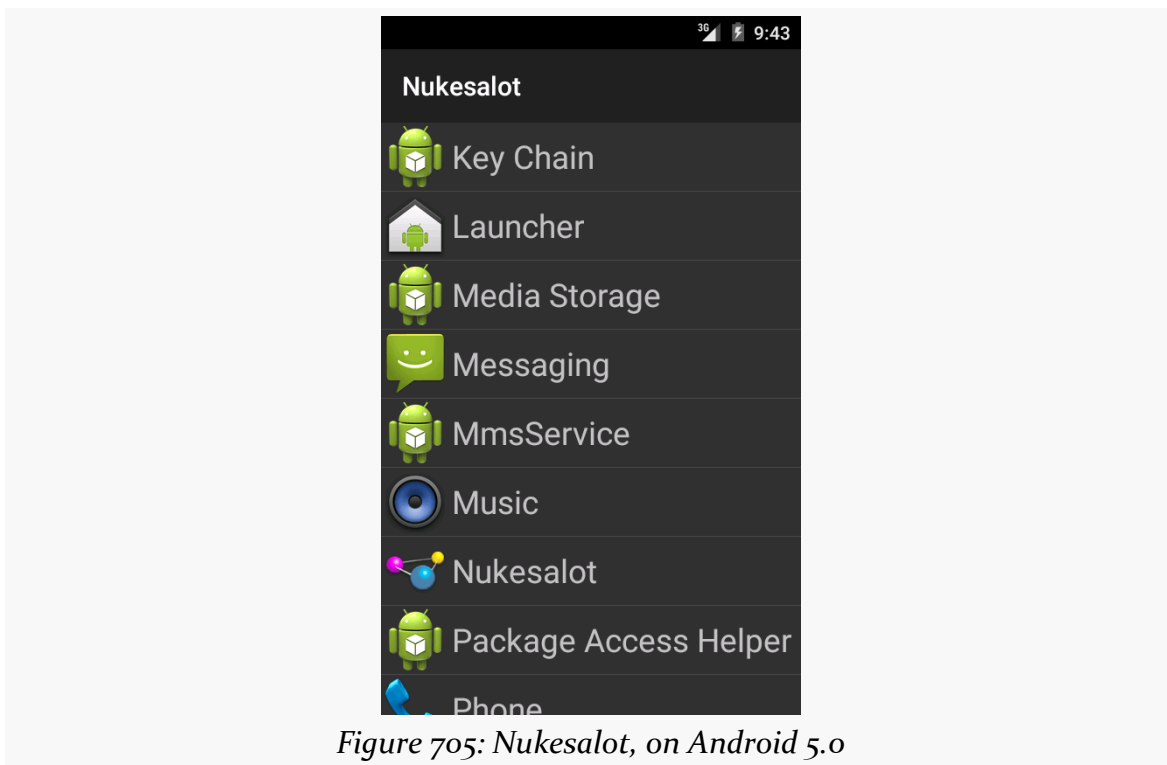 3G 9:43
Nukesalot
Key Chain
Launcher
Media Storage
Messaging
MmsService
Music
Nukesalot
Package Access Helper
Phone
Figure 705: Nukesalot, on Android 5.0